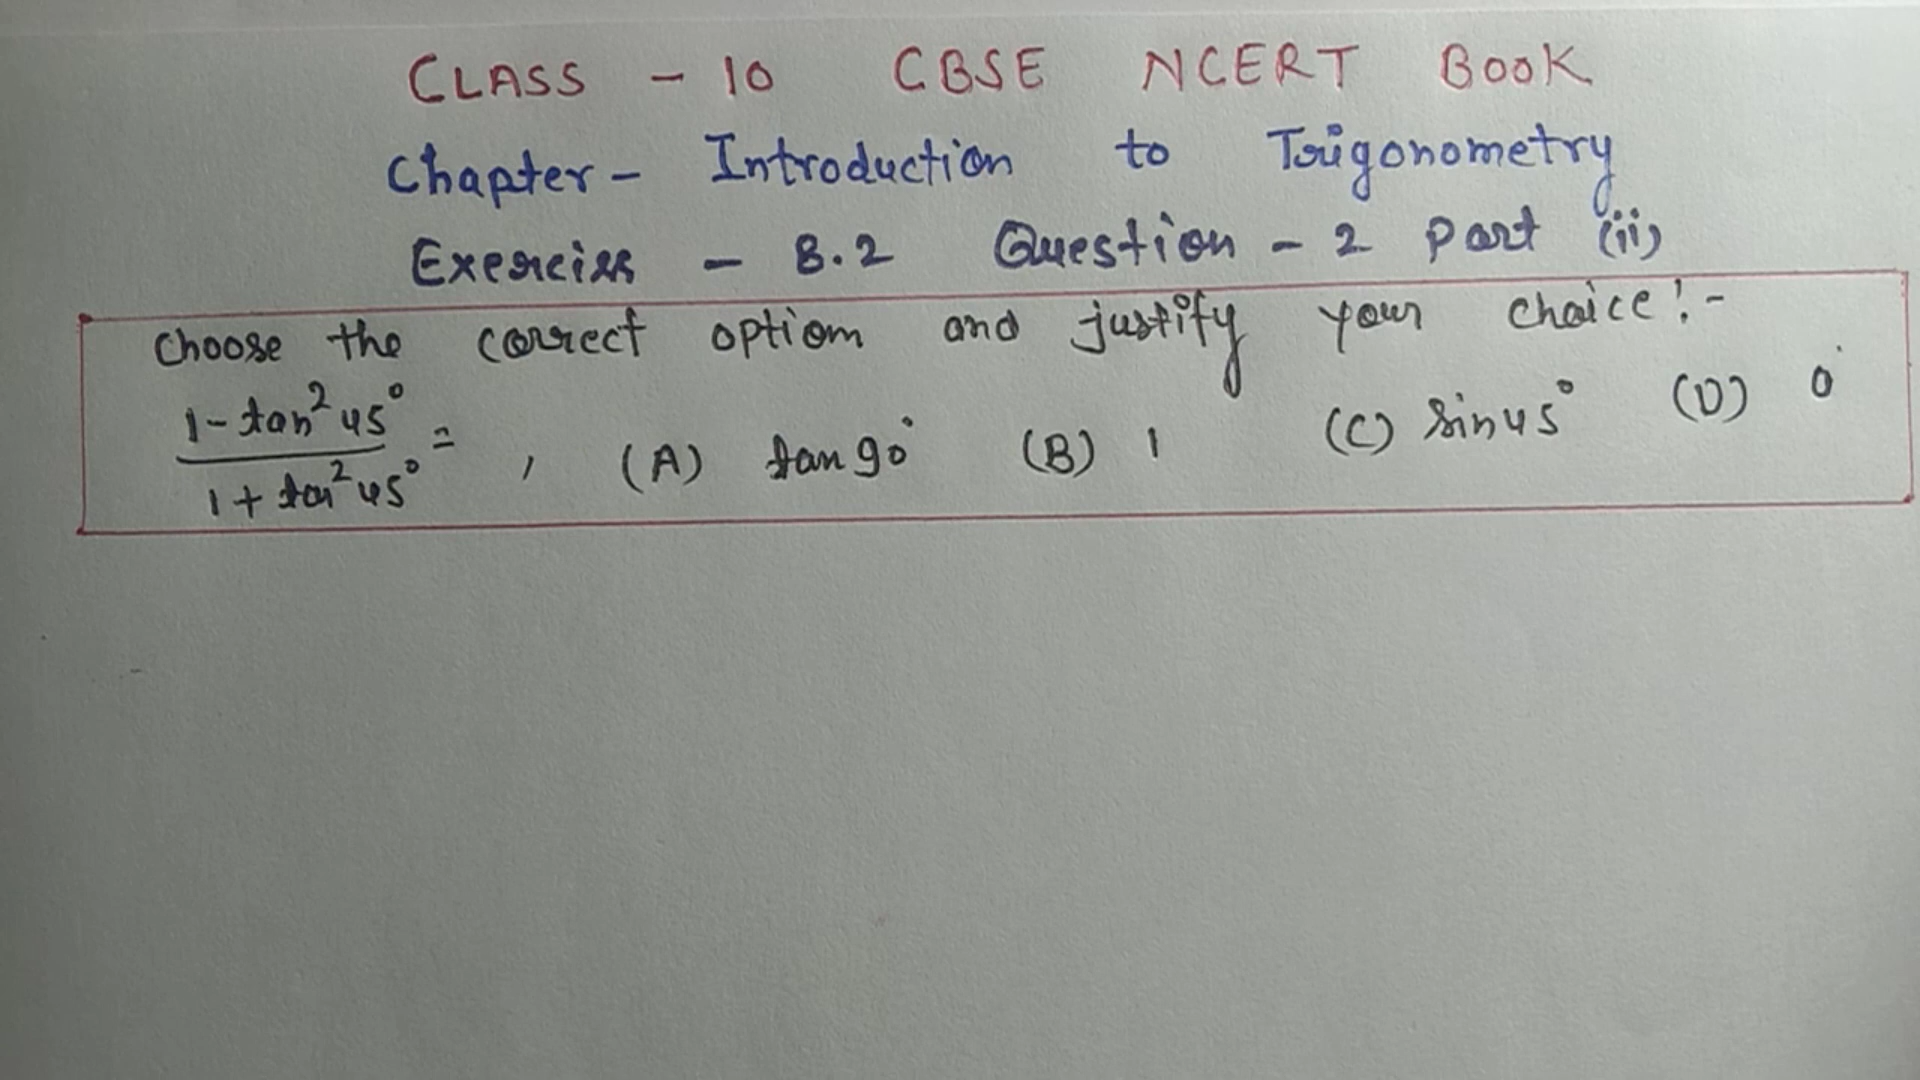 CLASS - 10 CBSE NCERT BOOK
Chapter - Introduction to Trigonometry
Exercise - 8.2 Question - 2 part (ii)
Choose the correct option and justify your choice :-
1 - tan² 45° / 1 + tan² 45° = , (A) tan 90° (B) 1 (C) sin 45° (D) 0